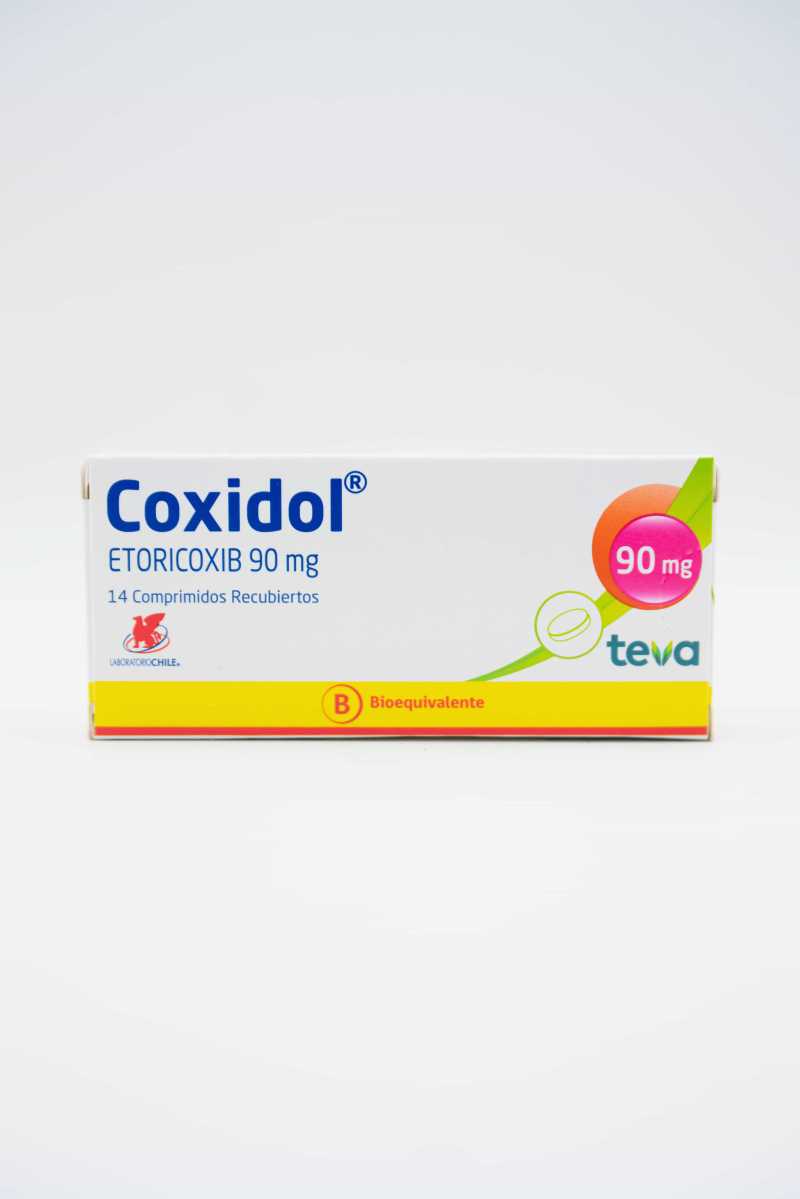 Coxidol®
ETORICOXIB 90 mg
14 Comprimidos Recubiertos
LABORATORIOCHILE®
90 mg
teva
B Bioequivalente